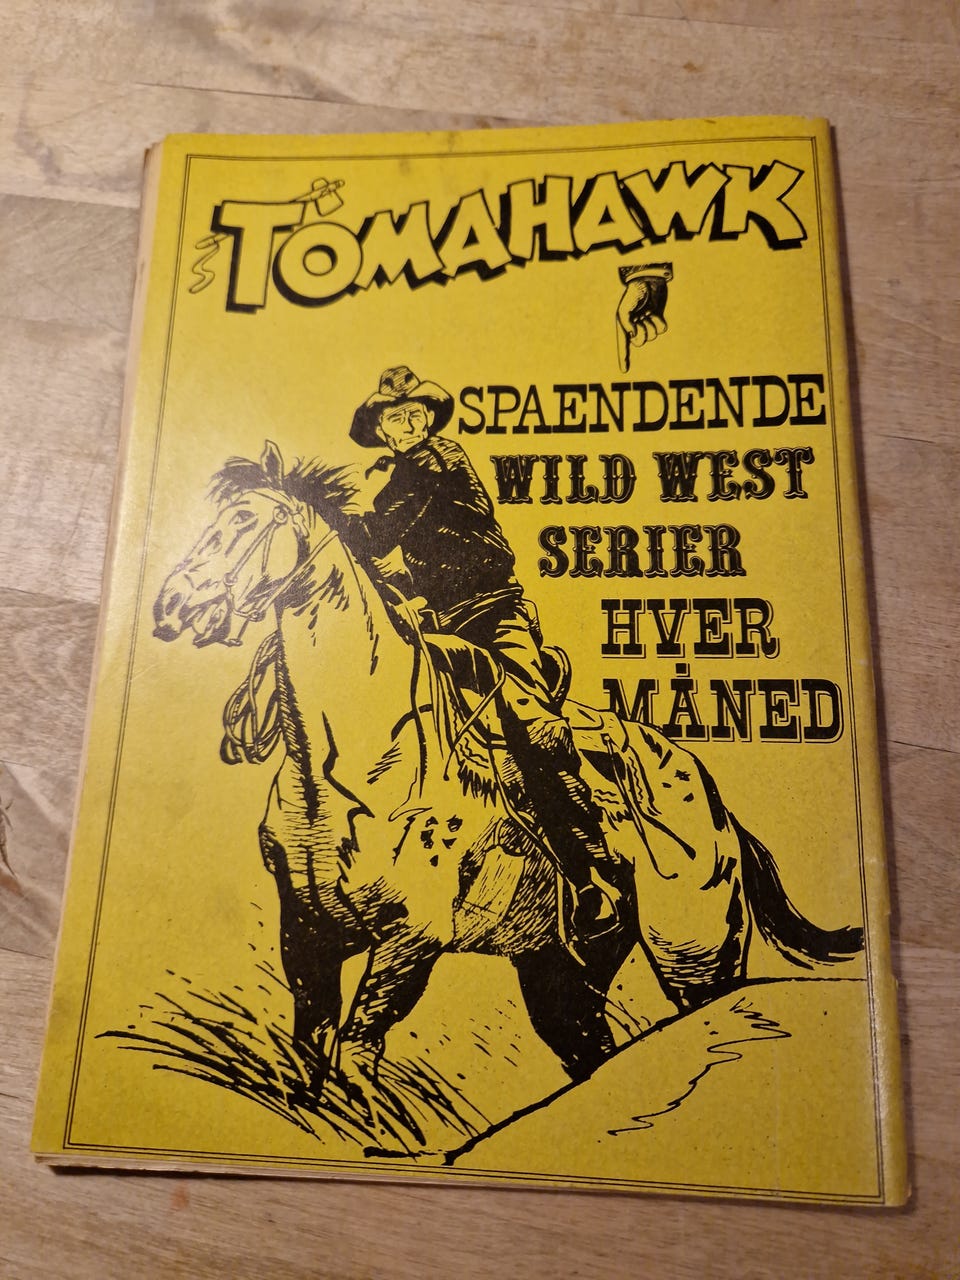 TOMAHAWK
SPAENDENDE
WILD WEST
SERIER
HVER
MÅNED